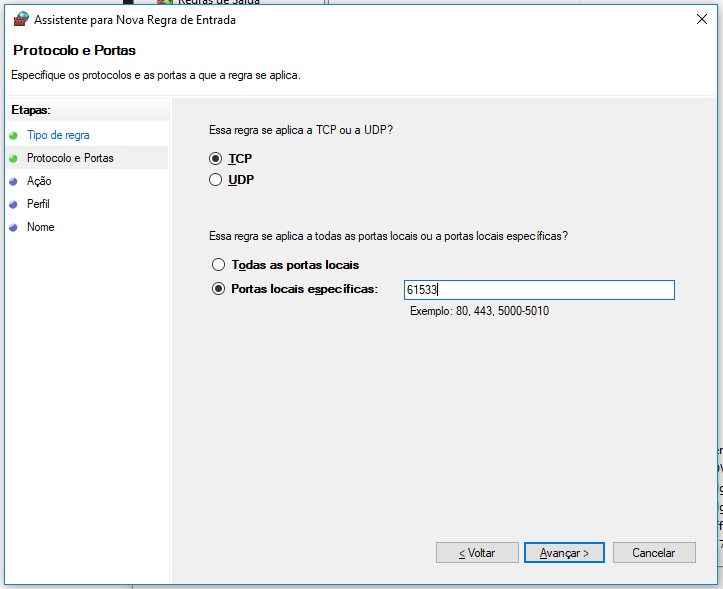 Regras de Saída
Assistente para Nova Regra de Entrada
Protocolo e Portas
Especifique os protocolos e as portas a que a regra se aplica.
Etapas:
Tipo de regra
Protocolo e Portas
Ação
Perfil
Nome
Essa regra se aplica a TCP ou a UDP?
TCP
UDP
Essa regra se aplica a todas as portas locais ou a portas locais específicas?
Todas as portas locais
Portas locais específicas: 61533
Exemplo: 80, 443, 5000-5010
< Voltar Avançar > Cancelar